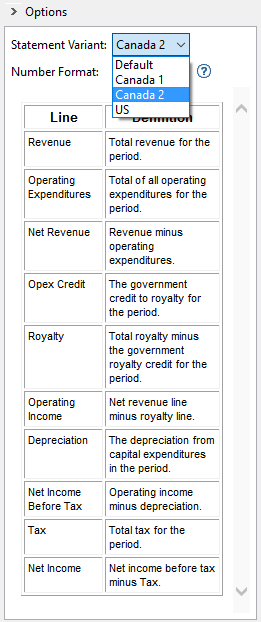 Options
Statement Variant: Canada 2
Default
Number Format:
Canada 1
Canada 2
US
Line Definition
Revenue Total revenue for the
period.
Operating Total of all operating
Expenditures expenditures for the
period.
Net Revenue Revenue minus
operating
expenditures.
Opex Credit The government
credit to royalty for
the period.
Royalty Total royalty minus
the government
royalty credit for the
period.
Operating Net revenue line
Income minus royalty line.
Depreciation The depreciation from
capital expenditures
in the period.
Net Income Operating income
Before Tax minus depreciation.
Tax Total tax for the
period.
Net Income Net income before tax
minus Tax.